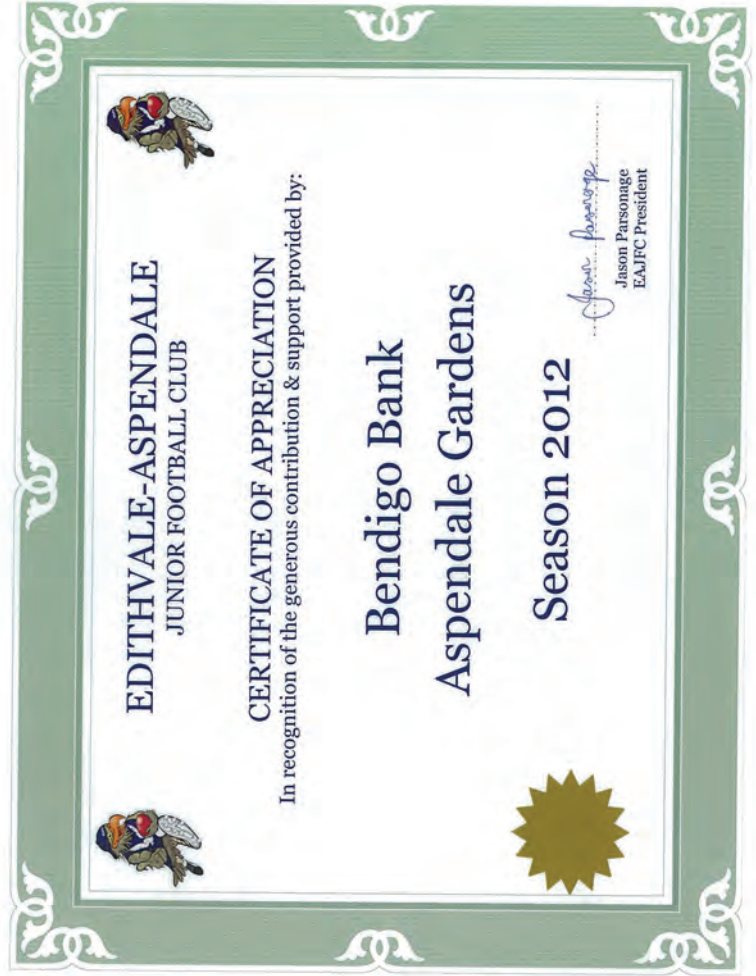 EDITHVALE-ASPENDALE
JUNIOR FOOTBALL CLUB
CERTIFICATE OF APPRECIATION
In recognition of the generous contribution & support provided by:
Bendigo Bank
Aspendale Gardens
Season 2012
Jason Parsonage
Jason Parsonage
EAJFC President